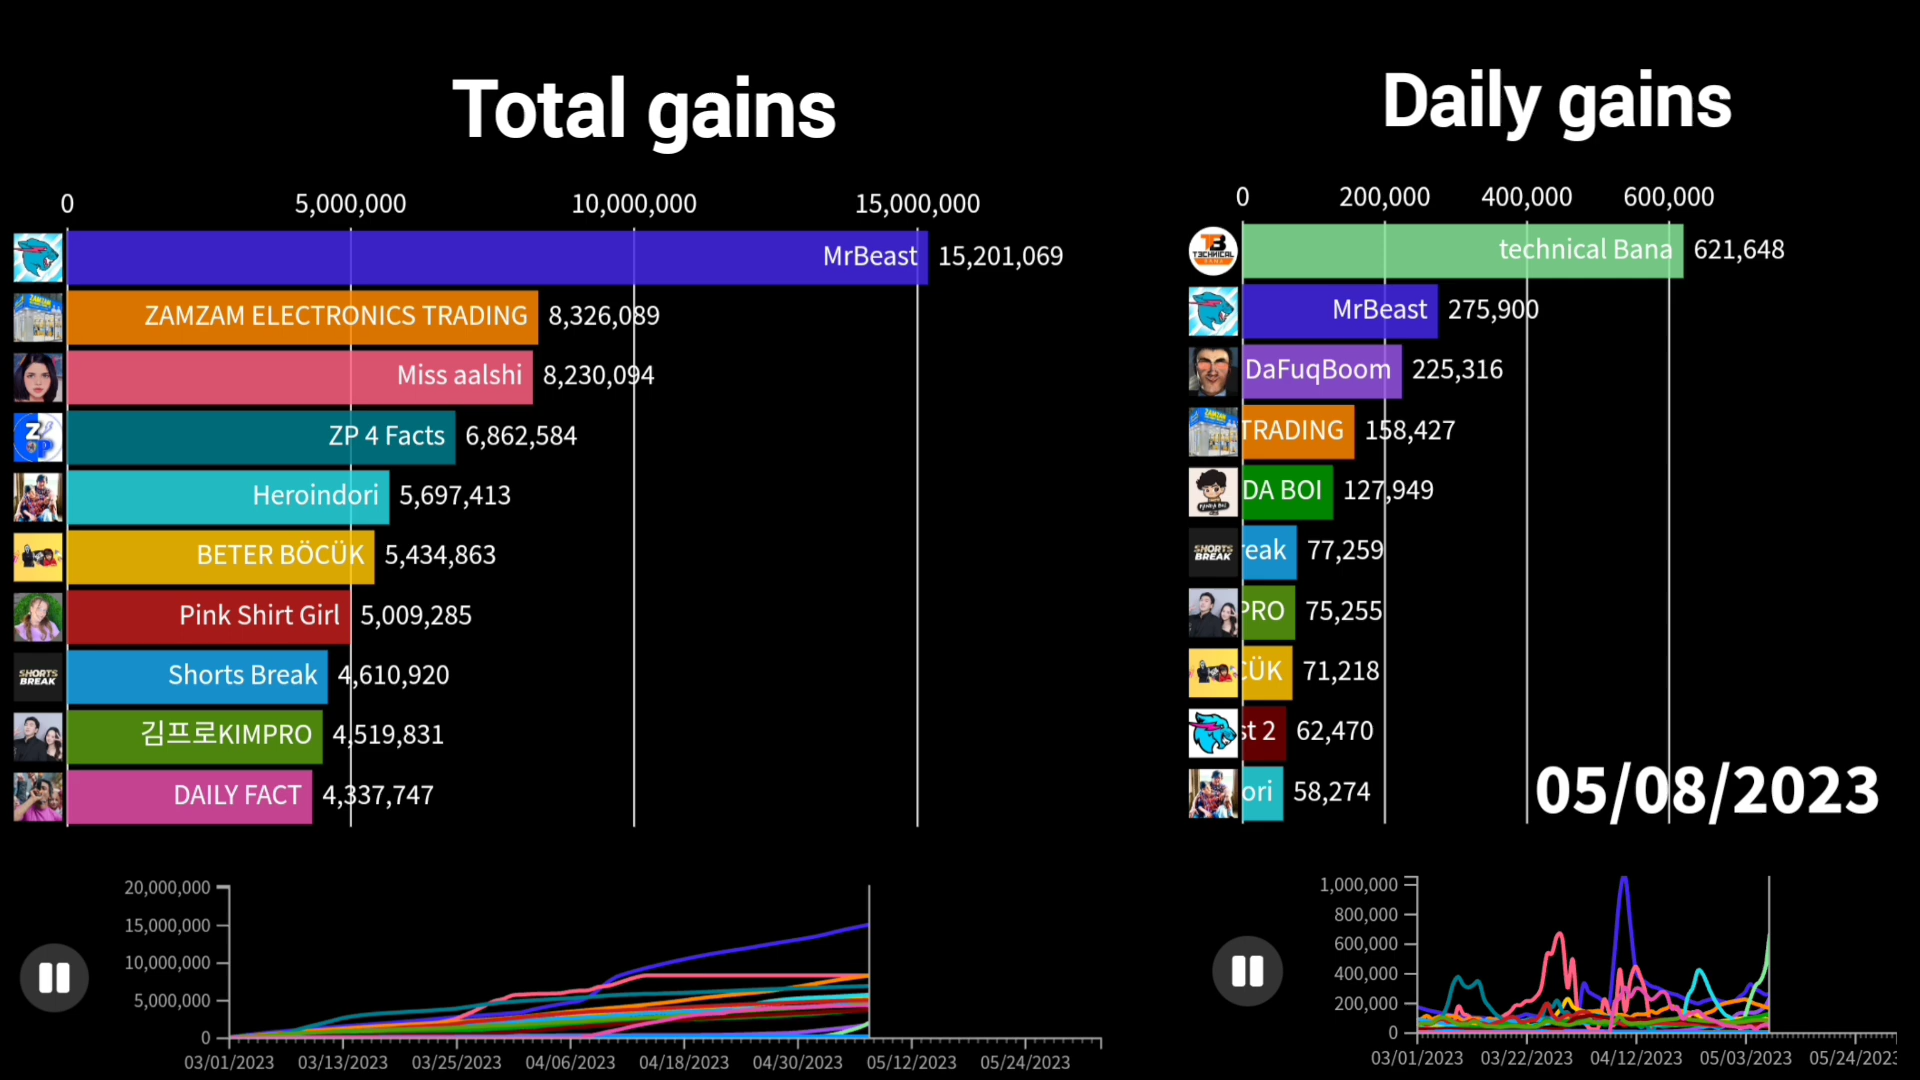 Total gains
0 5,000,000 10,000,000 15,000,000
MrBeast 15,201,069
ZAMZAM ELECTRONICS TRADING 8,326,089
Miss aalshi 8,230,094
ZP 4 Facts 6,862,584
Heroindori 5,697,413
BETER BÖCÜK 5,434,863
Pink Shirt Girl 5,009,285
SHORTS BREAK Shorts Break 4,610,920
김프로KIMPRO 4,519,831
DAILY FACT 4,337,747
20,000,000
15,000,000
10,000,000
5,000,000
0
03/01/2023 03/13/2023 03/25/2023 04/06/2023 04/18/2023 04/30/2023 05/12/2023 05/24/2023
Daily gains
0 200,000 400,000 600,000
technical Bana 621,648
MrBeast 275,900
DaFuqBoom 225,316
TRADING 158,427
DA BOI 127,949
SHORTS BREAK reak 77,259
PRO 75,255
CÜK 71,218
st 2 62,470
ori 58,274
05/08/2023
1,000,000
800,000
600,000
400,000
200,000
0
03/01/2023 03/22/2023 04/12/2023 05/03/2023 05/24/2023